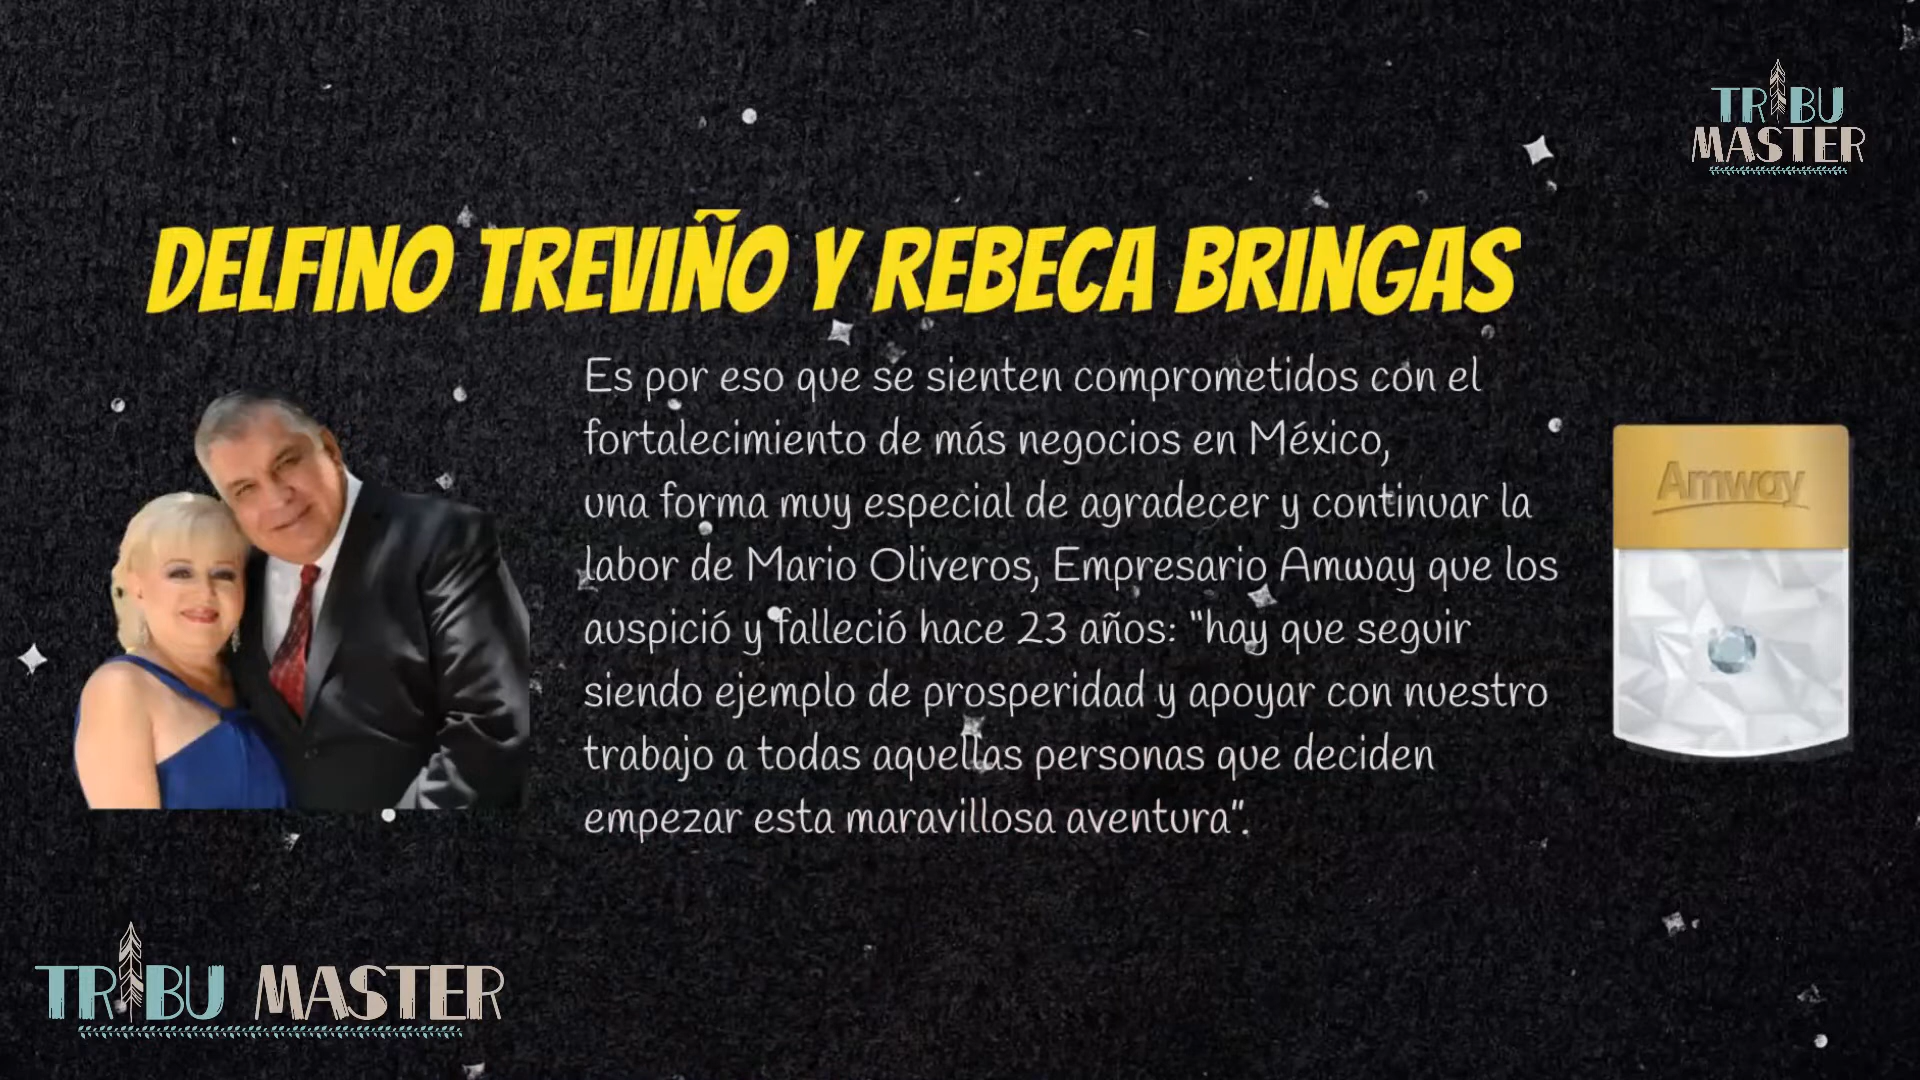 TRIBU
MASTER
DELFINO TREVIÑO Y REBECA BRINGAS
Es por eso que se sienten comprometidos con el
fortalecimiento de más negocios en México,
una forma muy especial de agradecer y continuar la
labor de Mario Oliveros, Empresario Amway que los
auspició y falleció hace 23 años: "hay que seguir
siendo ejemplo de prosperidad y apoyar con nuestro
trabajo a todas aquellas personas que deciden
empezar esta maravillosa aventura".
Amway
TRIBU MASTER